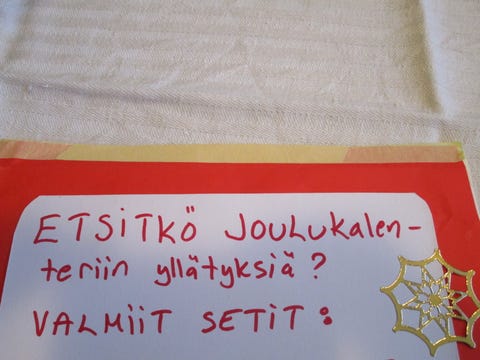 ETSITKÖ JOULUKALEN-
teriin yllätyksiä?
VALMIIT SETIT: